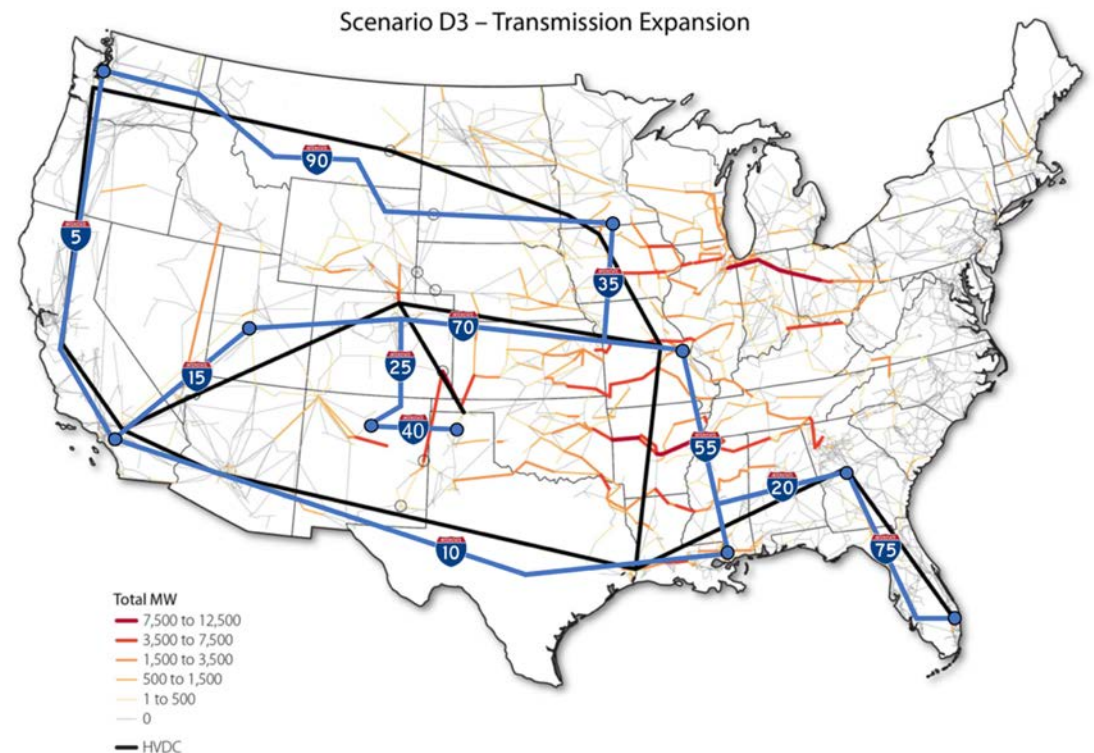 Scenario D3 – Transmission Expansion
90
5
35
70
15
25
40
55
20
10
75
Total MW
7,500 to 12,500
3,500 to 7,500
1,500 to 3,500
500 to 1,500
1 to 500
0
HVDC